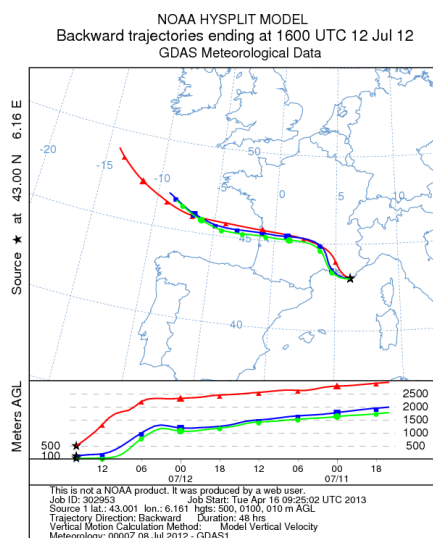 NOAA HYSPLIT MODEL
Backward trajectories ending at 1600 UTC 12 Jul 12
GDAS Meteorological Data
Source ★ at 43.00 N 6.16 E
-20
-15
-10
-5
0
5
10
50
45
40
Meters AGL
500
100
2500
2000
1500
1000
500
12 06 00 18 12 06 00 18
07/12 07/11
This is not a NOAA product. It was produced by a web user.
Job ID: 302953 Job Start: Tue Apr 16 09:25:02 UTC 2013
Source 1 lat.: 43.001 lon.: 6.161 hgts: 500, 0100, 010 m AGL
Trajectory Direction: Backward Duration: 48 hrs
Vertical Motion Calculation Method: Model Vertical Velocity
Meteorology: 0000Z 08 Jul 2012 - GDAS1